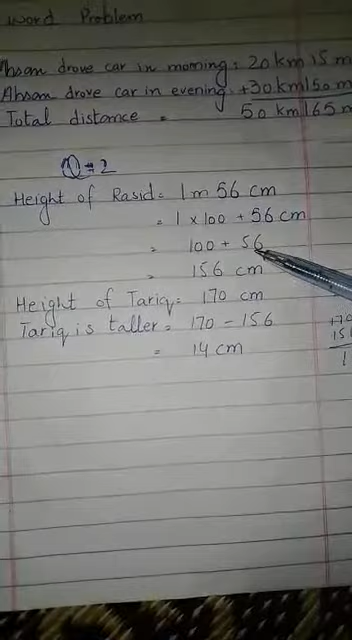 Word Problem
Ahsan drove car in morning = 20 km 15 m
Ahsan drove car in evening = +30 km 150 m
Total distance = 50 km 165 m
Q#2
Height of Rasid = 1 m 56 cm
= 1 x 100 + 56 cm
= 100 + 56
= 156 cm
Height of Tariq = 170 cm
Tariq is taller = 170 - 156
= 14 cm